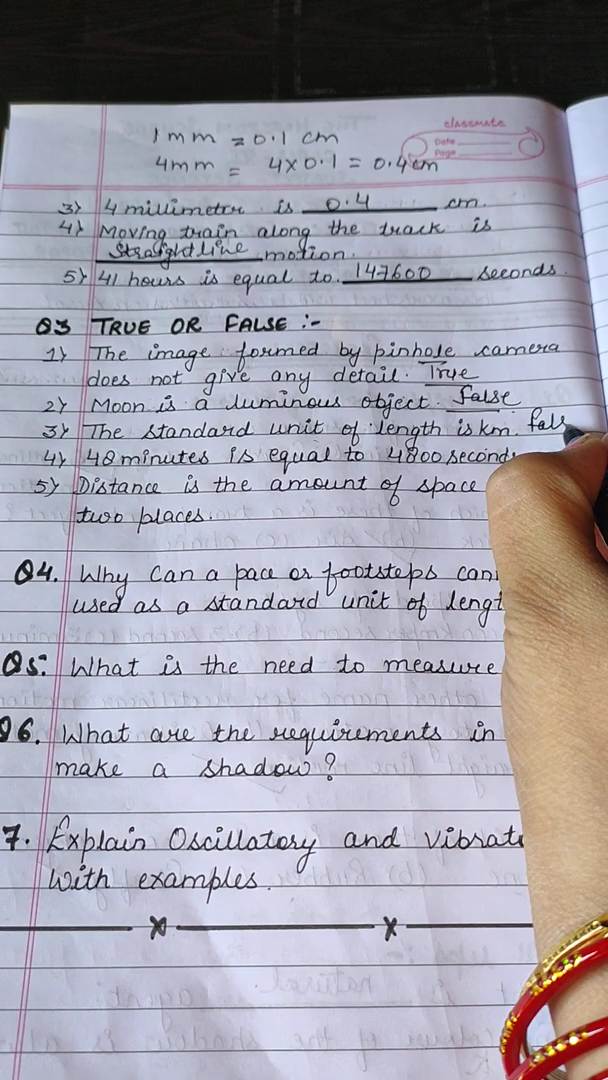 classmate
Date
Page
1mm = 0.1 cm
4mm = 4x0.1 = 0.4cm
3) 4 millimeter is 0.4 cm.
4) Moving train along the track is
Straight line motion.
5) 41 hours is equal to 147600 seconds.
Q3 TRUE OR FALSE :-
1) The image formed by pinhole camera
does not give any detail. True
2) Moon is a luminous object. False
3) The standard unit of length is km. fals
4) 48 minutes is equal to 4800 seconds
5) Distance is the amount of space
two places.
Q4. Why can a pace or footsteps
used as a standard unit of
Q5: What is the need to measure
Q6. What are the requirements in
make a shadow?
7. Explain Oscillatory and
with examples.